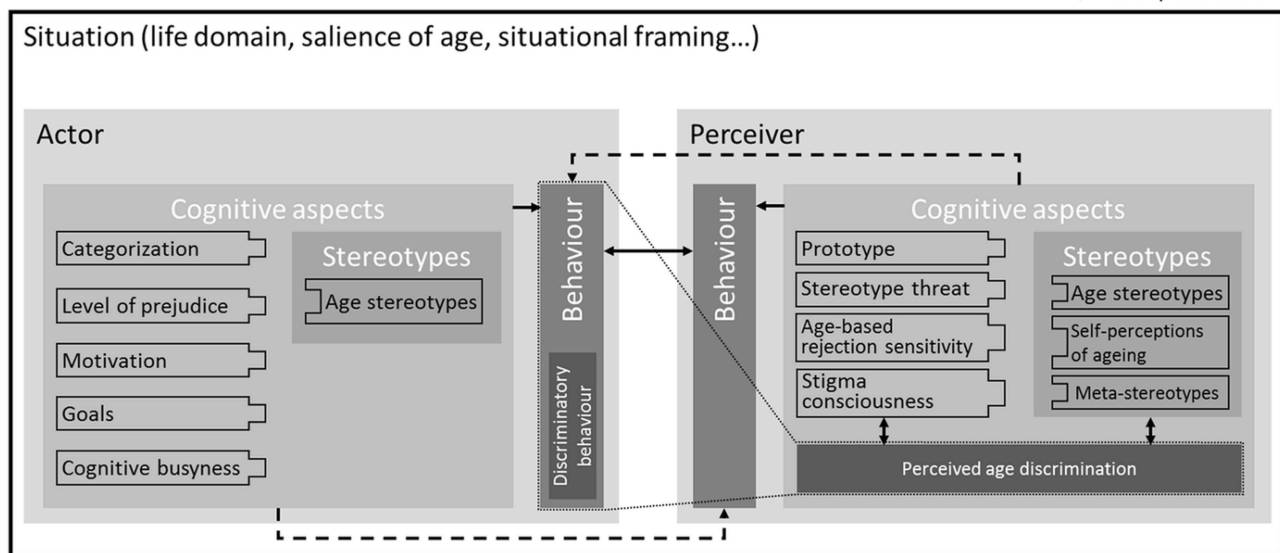 Situation (life domain, salience of age, situational framing…)
Actor
Cognitive aspects
Categorization
Level of prejudice
Motivation
Goals
Cognitive busyness
Stereotypes
Age stereotypes
Behaviour
Discriminatory
behaviour
Perceiver
Behaviour
Cognitive aspects
Prototype
Stereotype threat
Age-based
rejection sensitivity
Stigma
consciousness
Stereotypes
Age stereotypes
Self-perceptions
of ageing
Meta-stereotypes
Perceived age discrimination